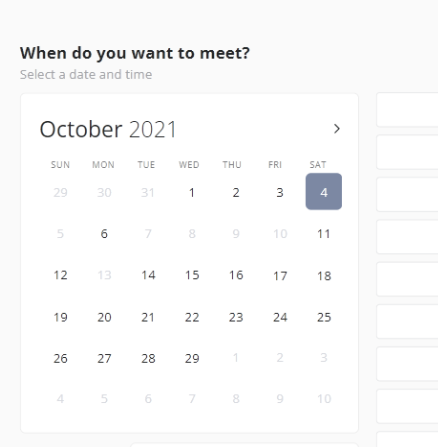 When do you want to meet?
Select a date and time
October 2021
SUN MON TUE WED THU FRI SAT
29 30 31 1 2 3 4
5 6 7 8 9 10 11
12 13 14 15 16 17 18
19 20 21 22 23 24 25
26 27 28 29 1 2 3
4 5 6 7 8 9 10